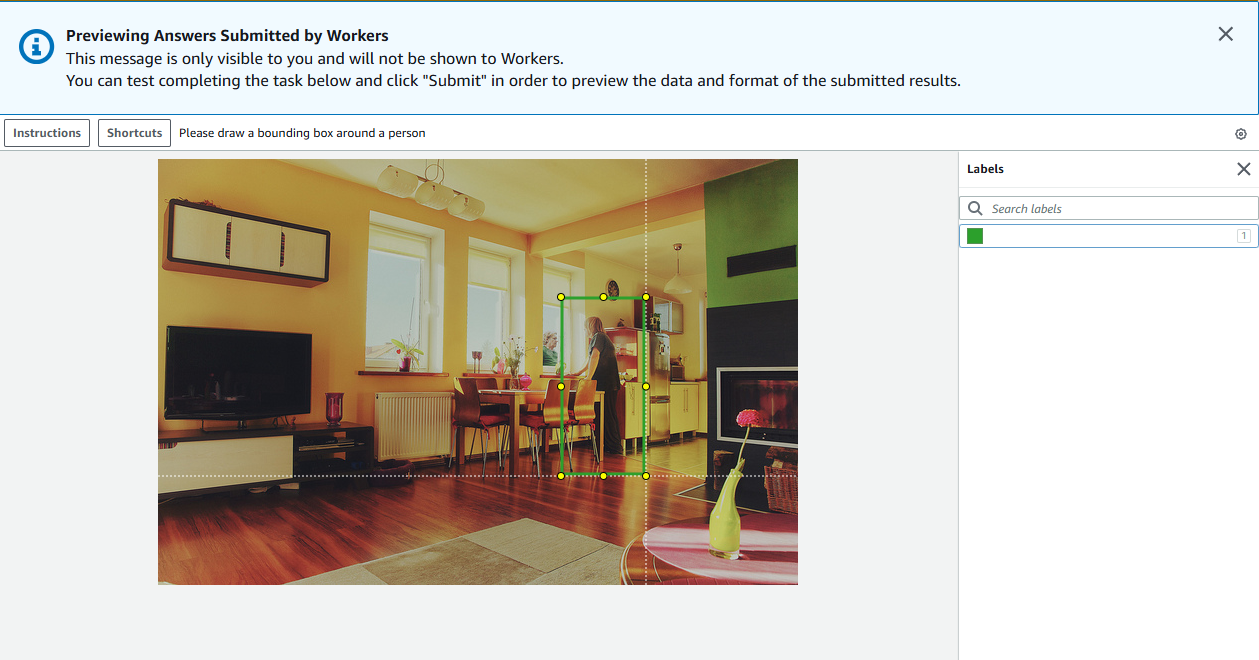 Previewing Answers Submitted by Workers
This message is only visible to you and will not be shown to Workers.
You can test completing the task below and click "Submit" in order to preview the data and format of the submitted results.
Instructions
Shortcuts
Please draw a bounding box around a person
Labels
Search labels
1